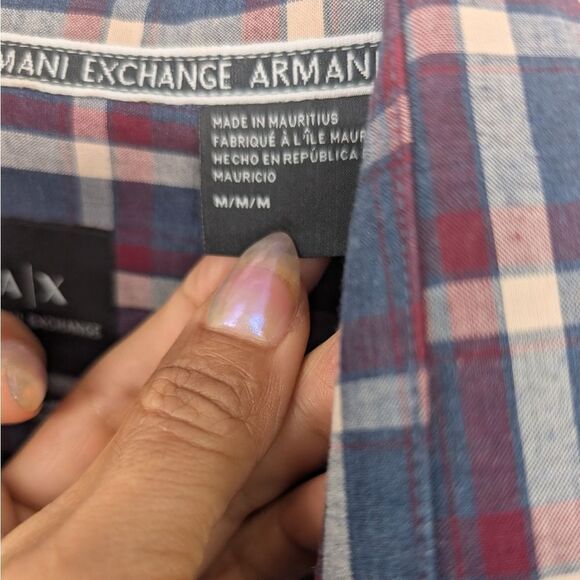 MANI EXCHANGE ARMANI
MADE IN MAURITIUS
FABRIQUÉ À L'ÎLE MAUR
HECHO EN REPÚBLICA
MAURICIO
M/M/M
A|X
EXCHANGE